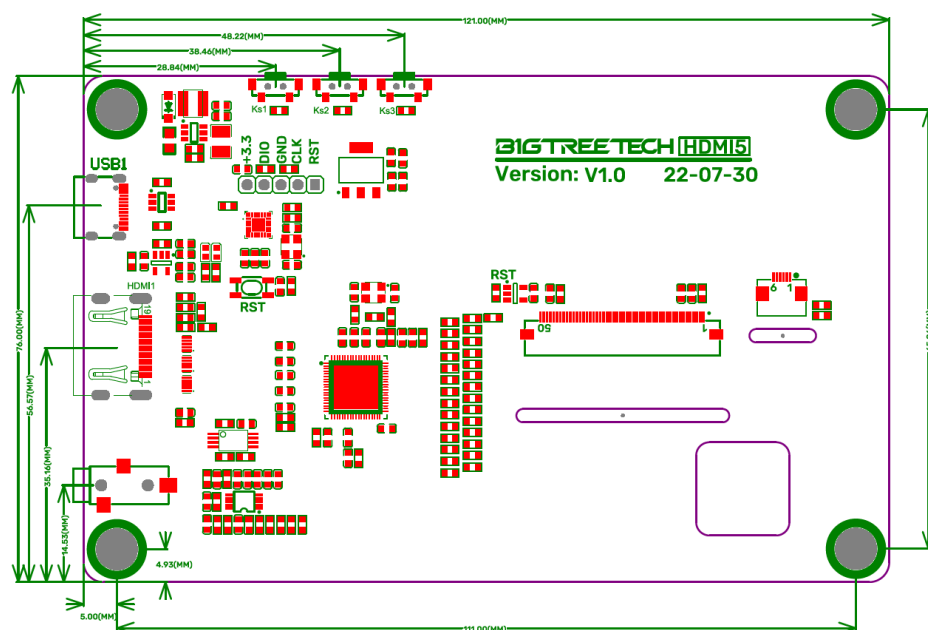 121.00(MM)
48.22(MM)
38.46(MM)
28.84(MM)
Ks1
Ks2
Ks3
BIGTREETECH HDMI5
Version: V1.0 22-07-30
+3.3
DIO
GND
CLK
RST
USB1
HDMI1
19
1
RST
RST
50
1
6 1
76.00(MM)
56.57(MM)
35.16(MM)
14.53(MM)
4.93(MM)
5.00(MM)
111.00(MM)